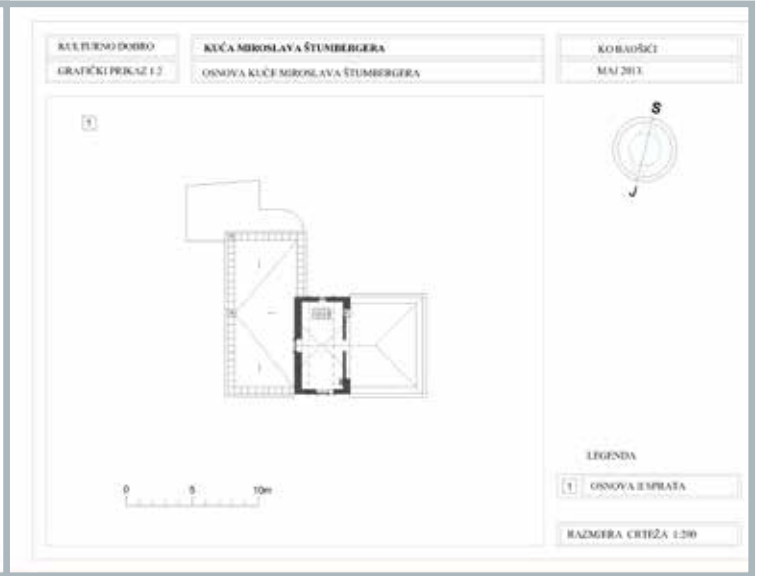 KULTURNO DOBRO
KUĆA MIROSLAVA ŠTUMBERGERA
KO BAOŠIĆI
GRAFIČKI PRIKAZ 1.2
OSNOVA KUĆE MIROSLAVA ŠTUMBERGERA
MAJ 2013.
1
S
J
0 5 10m
LEGENDA
1 OSNOVA II SPRATA
RAZMJERA CRTEŽA 1:200